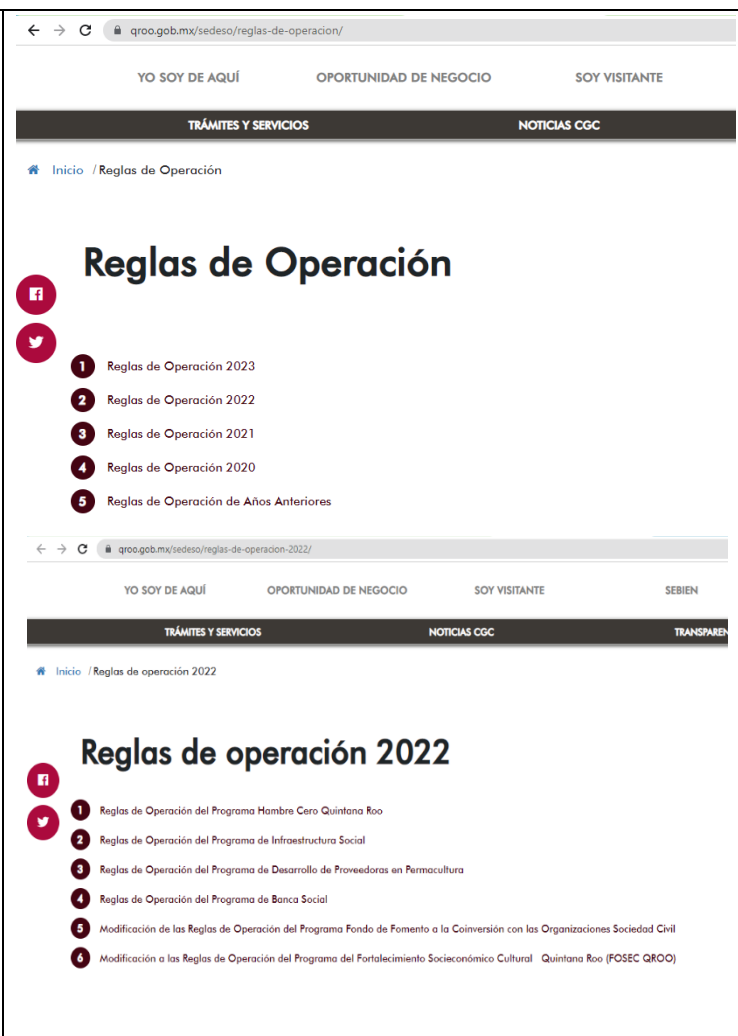 qroo.gob.mx/sedeso/reglas-de-operacion/
YO SOY DE AQUÍ OPORTUNIDAD DE NEGOCIO SOY VISITANTE
TRÁMITES Y SERVICIOS NOTICIAS CGC
Inicio / Reglas de Operación
Reglas de Operación
1 Reglas de Operación 2023
2 Reglas de Operación 2022
3 Reglas de Operación 2021
4 Reglas de Operación 2020
5 Reglas de Operación de Años Anteriores
qroo.gob.mx/sedeso/reglas-de-operacion-2022/
YO SOY DE AQUÍ OPORTUNIDAD DE NEGOCIO SOY VISITANTE SEBIEN
TRÁMITES Y SERVICIOS NOTICIAS CGC TRANSPAREN
Inicio / Reglas de operación 2022
Reglas de operación 2022
1 Reglas de Operación del Programa Hambre Cero Quintana Roo
2 Reglas de Operación del Programa de Infraestructura Social
3 Reglas de Operación del Programa de Desarrollo de Proveedoras en Permacultura
4 Reglas de Operación del Programa de Banca Social
5 Modificación de las Reglas de Operación del Programa Fondo de Fomento a la Coinversión con las Organizaciones Sociedad Civil
6 Modificación a las Reglas de Operación del Programa del Fortalecimiento Socieconómico Cultural Quintana Roo (FOSEC QROO)